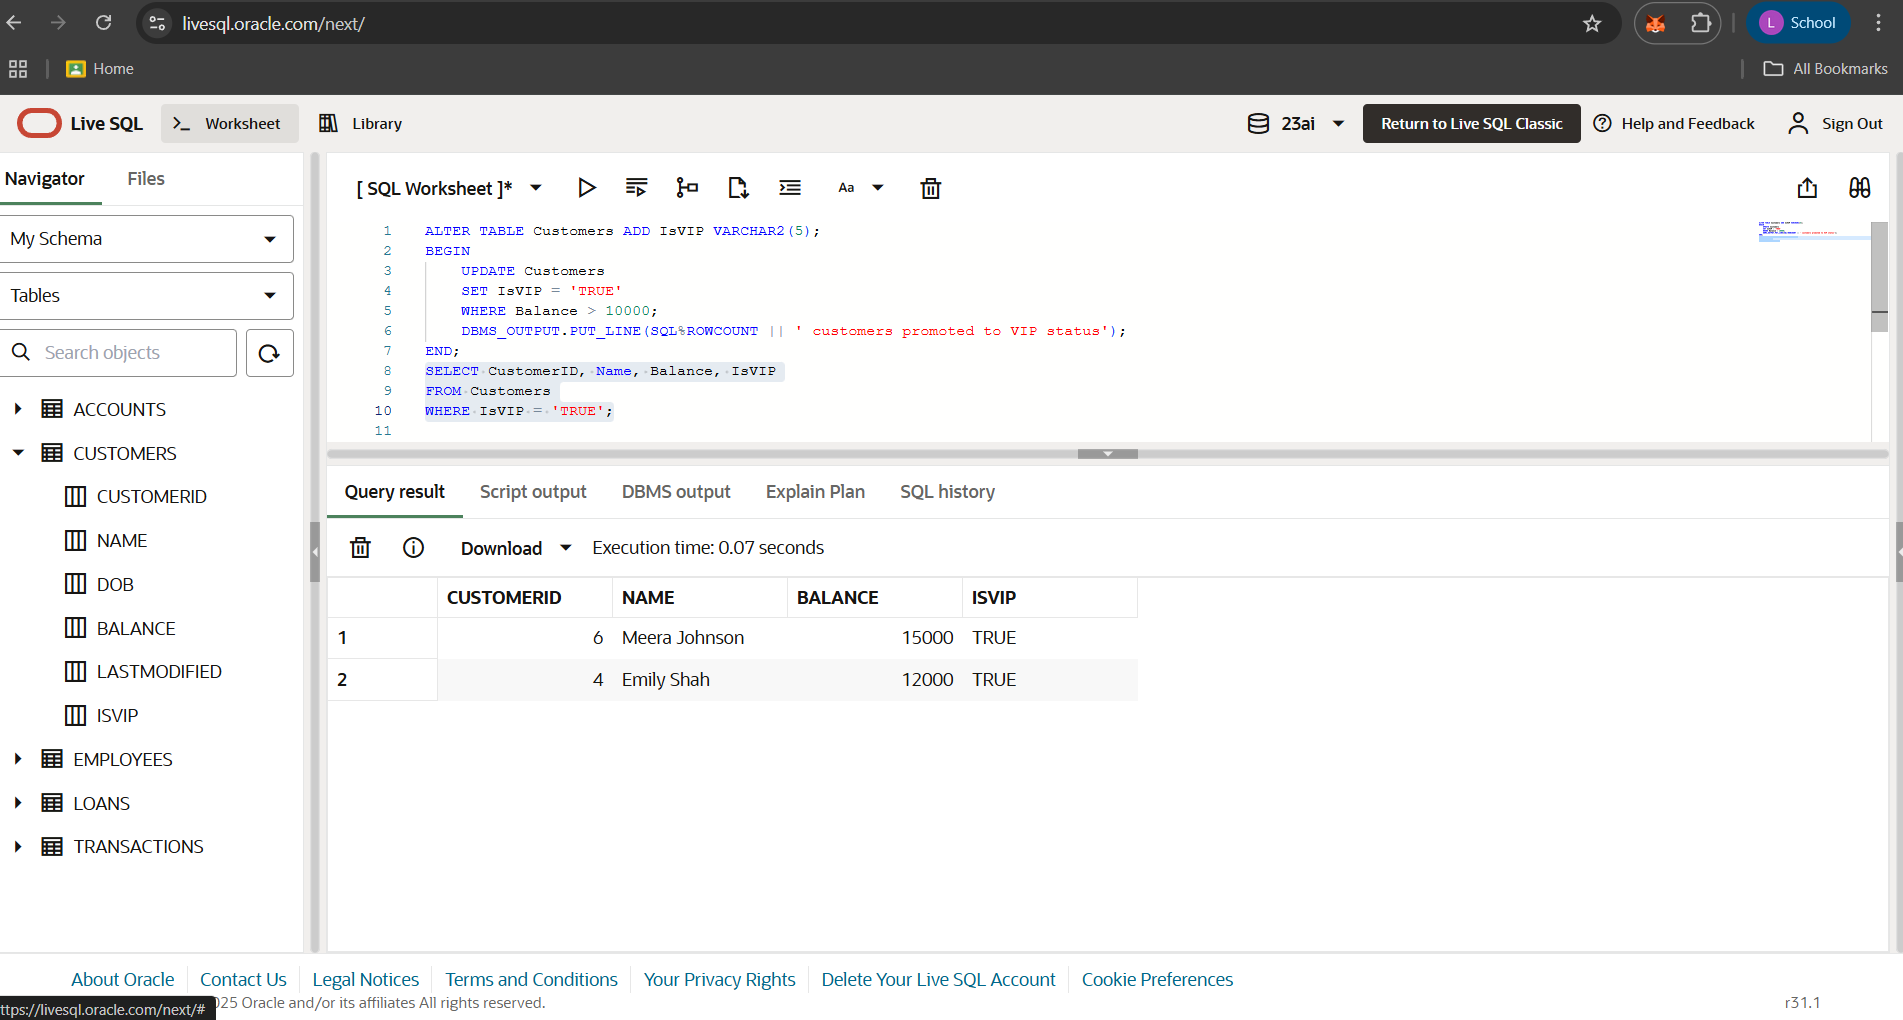 livesql.oracle.com/next/
L School
Home
All Bookmarks
Live SQL
>_ Worksheet
Library
23ai
Return to Live SQL Classic
Help and Feedback
Sign Out
Navigator
Files
My Schema
Tables
Search objects
ACCOUNTS
CUSTOMERS
CUSTOMERID
NAME
DOB
BALANCE
LASTMODIFIED
ISVIP
EMPLOYEES
LOANS
TRANSACTIONS
[ SQL Worksheet ]*
Aa
1 ALTER TABLE Customers ADD IsVIP VARCHAR2(5);
2 BEGIN
3 UPDATE Customers
4 SET IsVIP = 'TRUE'
5 WHERE Balance > 10000;
6 DBMS_OUTPUT.PUT_LINE(SQL%ROWCOUNT || ' customers promoted to VIP status');
7 END;
8 SELECT CustomerID, Name, Balance, IsVIP
9 FROM Customers
10 WHERE IsVIP = 'TRUE';
11
Query result
Script output
DBMS output
Explain Plan
SQL history
Download
Execution time: 0.07 seconds
CUSTOMERID NAME BALANCE ISVIP
1 6 Meera Johnson 15000 TRUE
2 4 Emily Shah 12000 TRUE
About Oracle
Contact Us
Legal Notices
Terms and Conditions
Your Privacy Rights
Delete Your Live SQL Account
Cookie Preferences
ttps://livesql.oracle.com/next/#
025 Oracle and/or its affiliates All rights reserved.
r31.1